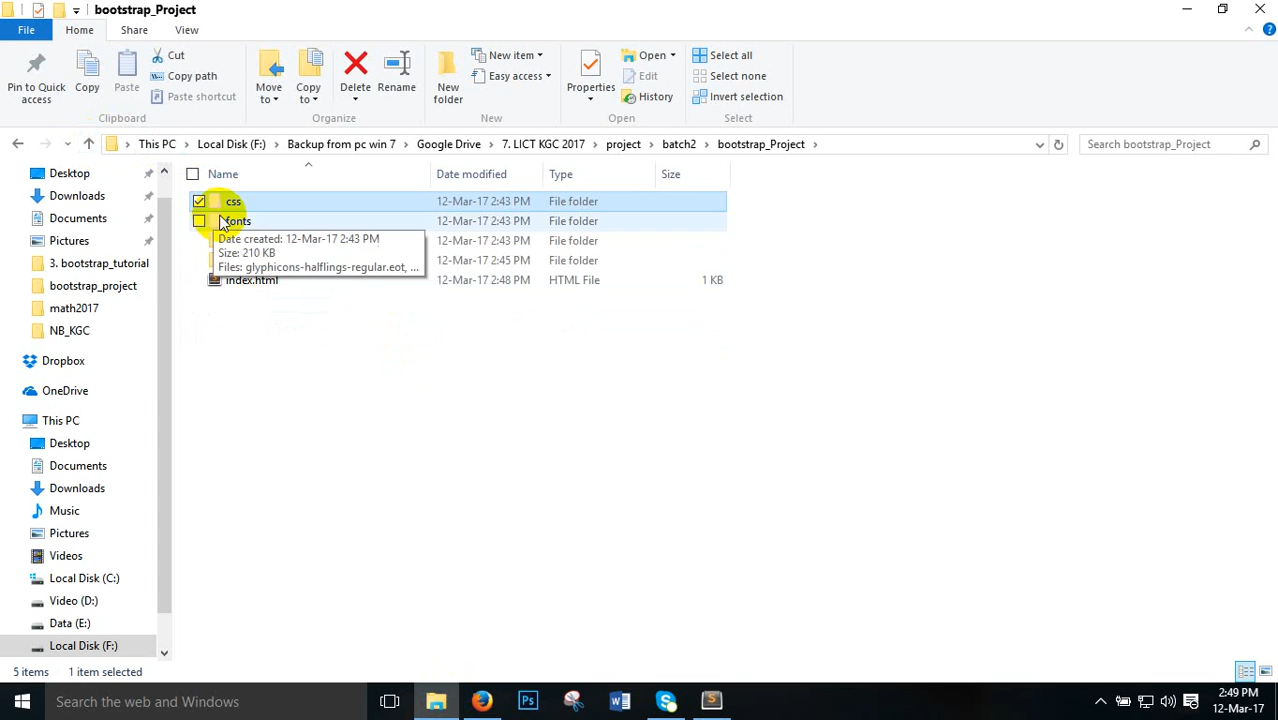 bootstrap_Project
File Home Share View
Pin to Quick access
Copy
Paste
Cut
Copy path
Paste shortcut
Clipboard
Move to
Copy to
Delete
Rename
Organize
New folder
New item
Easy access
New
Properties
Open
Edit
History
Open
Select all
Select none
Invert selection
Select
This PC Local Disk (F:) Backup from pc win 7 Google Drive 7. LICT KGC 2017 project batch2 bootstrap_Project
Search bootstrap_Project
Name Date modified Type Size
css 12-Mar-17 2:43 PM File folder
fonts 12-Mar-17 2:43 PM File folder
12-Mar-17 2:43 PM File folder
12-Mar-17 2:45 PM File folder
index.html 12-Mar-17 2:48 PM HTML File 1 KB
Date created: 12-Mar-17 2:43 PM
Size: 210 KB
Files: glyphicons-halflings-regular.eot, ...
Desktop
Downloads
Documents
Pictures
3. bootstrap_tutorial
bootstrap_project
math2017
NB_KGC
Dropbox
OneDrive
This PC
Desktop
Documents
Downloads
Music
Pictures
Videos
Local Disk (C:)
Video (D:)
Data (E:)
Local Disk (F:)
5 items 1 item selected
Search the web and Windows
2:49 PM
12-Mar-17